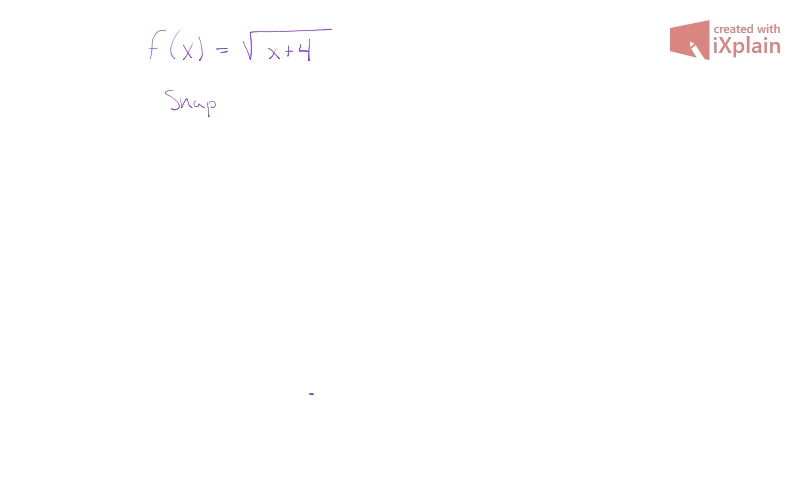 f(x) = √x+4
Snap
created with
iXplain